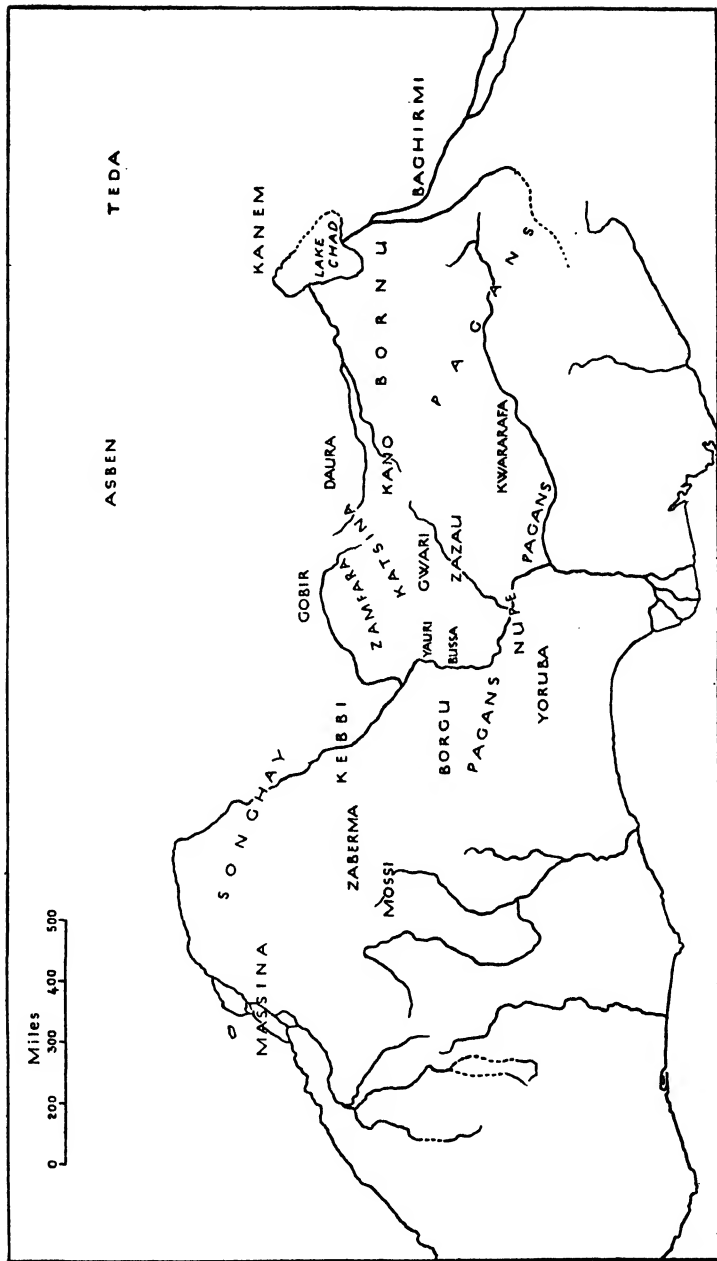 Miles
0 200 300 400 500
ASBEN
TEDA
SONGHAY
MASSINA
KANEM
GOBIR
LAKE
CHAD
DAURA
KEBBI
ZABERMA
ZAMFARA
KATSINA
KANO
BORNU
MOSSI
BAGHIRMI
YAURI
GWARI
BORGU
BUSSA
ZAZAU
PAGANS
PAGANS
KWARARAFA
NUPE
YORUBA
PAGANS